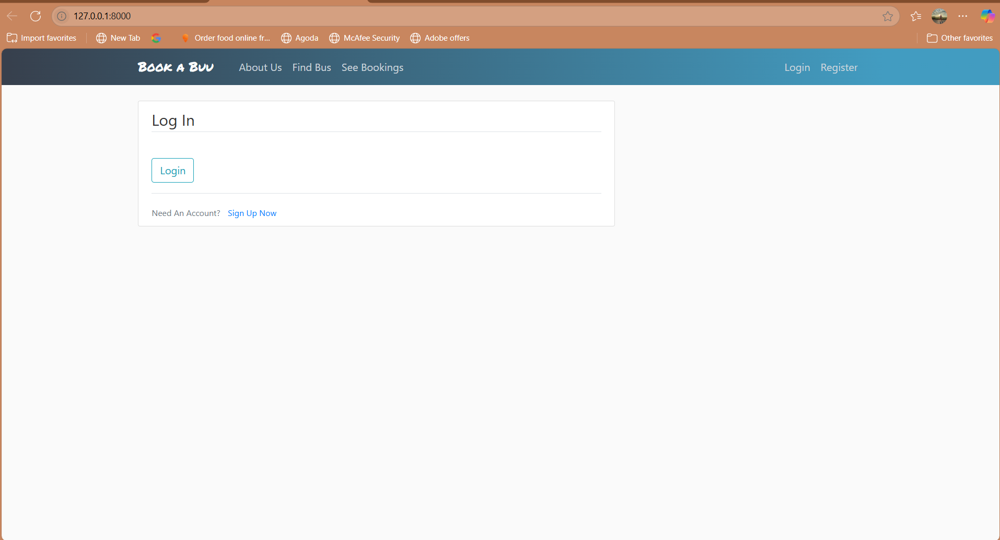 127.0.0.1:8000
Import favorites New Tab Order food online fr... Agoda McAfee Security Adobe offers Other favorites
Book a Buu About Us Find Bus See Bookings Login Register
Log In
Login
Need An Account? Sign Up Now